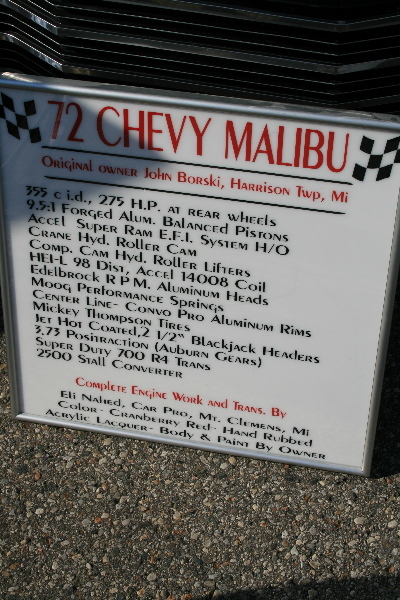 72 CHEVY MALIBU
Original owner John Borski, Harrison Twp, Mi
355 c i.d., 275 H.P. at rear wheels
9.5:1 Forged Alum. Balanced Pistons
Accel Super Ram E.F.I. System H/O
Crane Hyd. Roller Cam
Comp. Cam Hyd. Roller Lifters
HEI-L 98 Dist, Accel 14008 Coil
Edelbrock R P M. Aluminum Heads
Moog Performance Springs
Center Line- Convo Pro Aluminum Rims
Mickey Thompson Tires
Jet Hot Coated, 2 1/2" Blackjack Headers
3.73 Positraction (Auburn Gears)
Super Duty 700 R4 Trans
2500 Stall Converter
Complete Engine Work and Trans. By
Eli Nahed, Car Pro, Mt. Clemens, Mi
Color- Cranberry Red- Hand Rubbed
Acrylic Lacquer- Body & Paint By Owner